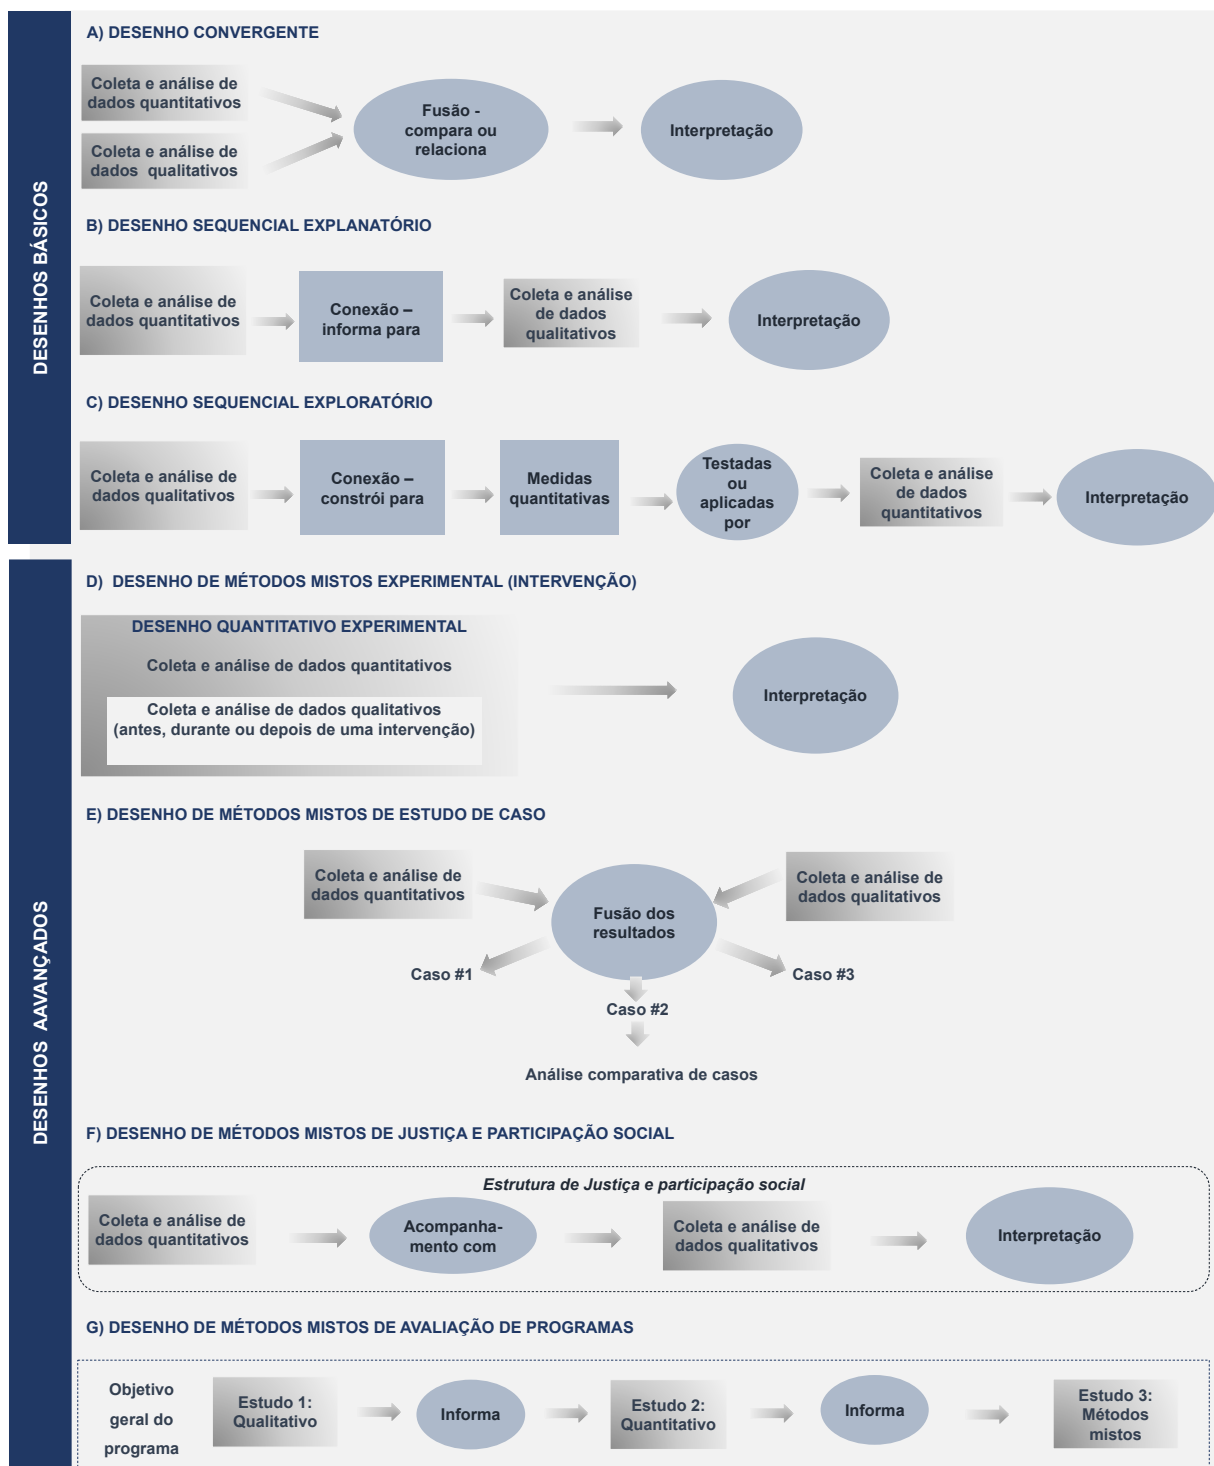 DESENHOS BÁSICOS
A) DESENHO CONVERGENTE
Coleta e análise de
dados quantitativos
Coleta e análise de
dados qualitativos
Fusão -
compara ou
relaciona
Interpretação
B) DESENHO SEQUENCIAL EXPLANATÓRIO
Coleta e análise de
dados quantitativos
Conexão –
informa para
Coleta e análise
de dados
qualitativos
Interpretação
C) DESENHO SEQUENCIAL EXPLORATÓRIO
Coleta e análise de
dados qualitativos
Conexão –
constrói para
Medidas
quantitativas
Testadas
ou
aplicadas
por
Coleta e análise
de dados
quantitativos
Interpretação
DESENHOS AAVANÇADOS
D) DESENHO DE MÉTODOS MISTOS EXPERIMENTAL (INTERVENÇÃO)
DESENHO QUANTITATIVO EXPERIMENTAL
Coleta e análise de dados quantitativos
Coleta e análise de dados qualitativos
(antes, durante ou depois de uma intervenção)
Interpretação
E) DESENHO DE MÉTODOS MISTOS DE ESTUDO DE CASO
Coleta e análise de
dados quantitativos
Fusão dos
resultados
Coleta e análise de
dados qualitativos
Caso #1
Caso #2
Caso #3
Análise comparativa de casos
F) DESENHO DE MÉTODOS MISTOS DE JUSTIÇA E PARTICIPAÇÃO SOCIAL
Estrutura de Justiça e participação social
Coleta e análise de
dados quantitativos
Acompanha-
mento com
Coleta e análise de
dados qualitativos
Interpretação
G) DESENHO DE MÉTODOS MISTOS DE AVALIAÇÃO DE PROGRAMAS
Objetivo
geral do
programa
Estudo 1:
Qualitativo
Informa
Estudo 2:
Quantitativo
Informa
Estudo 3:
Métodos
mistos